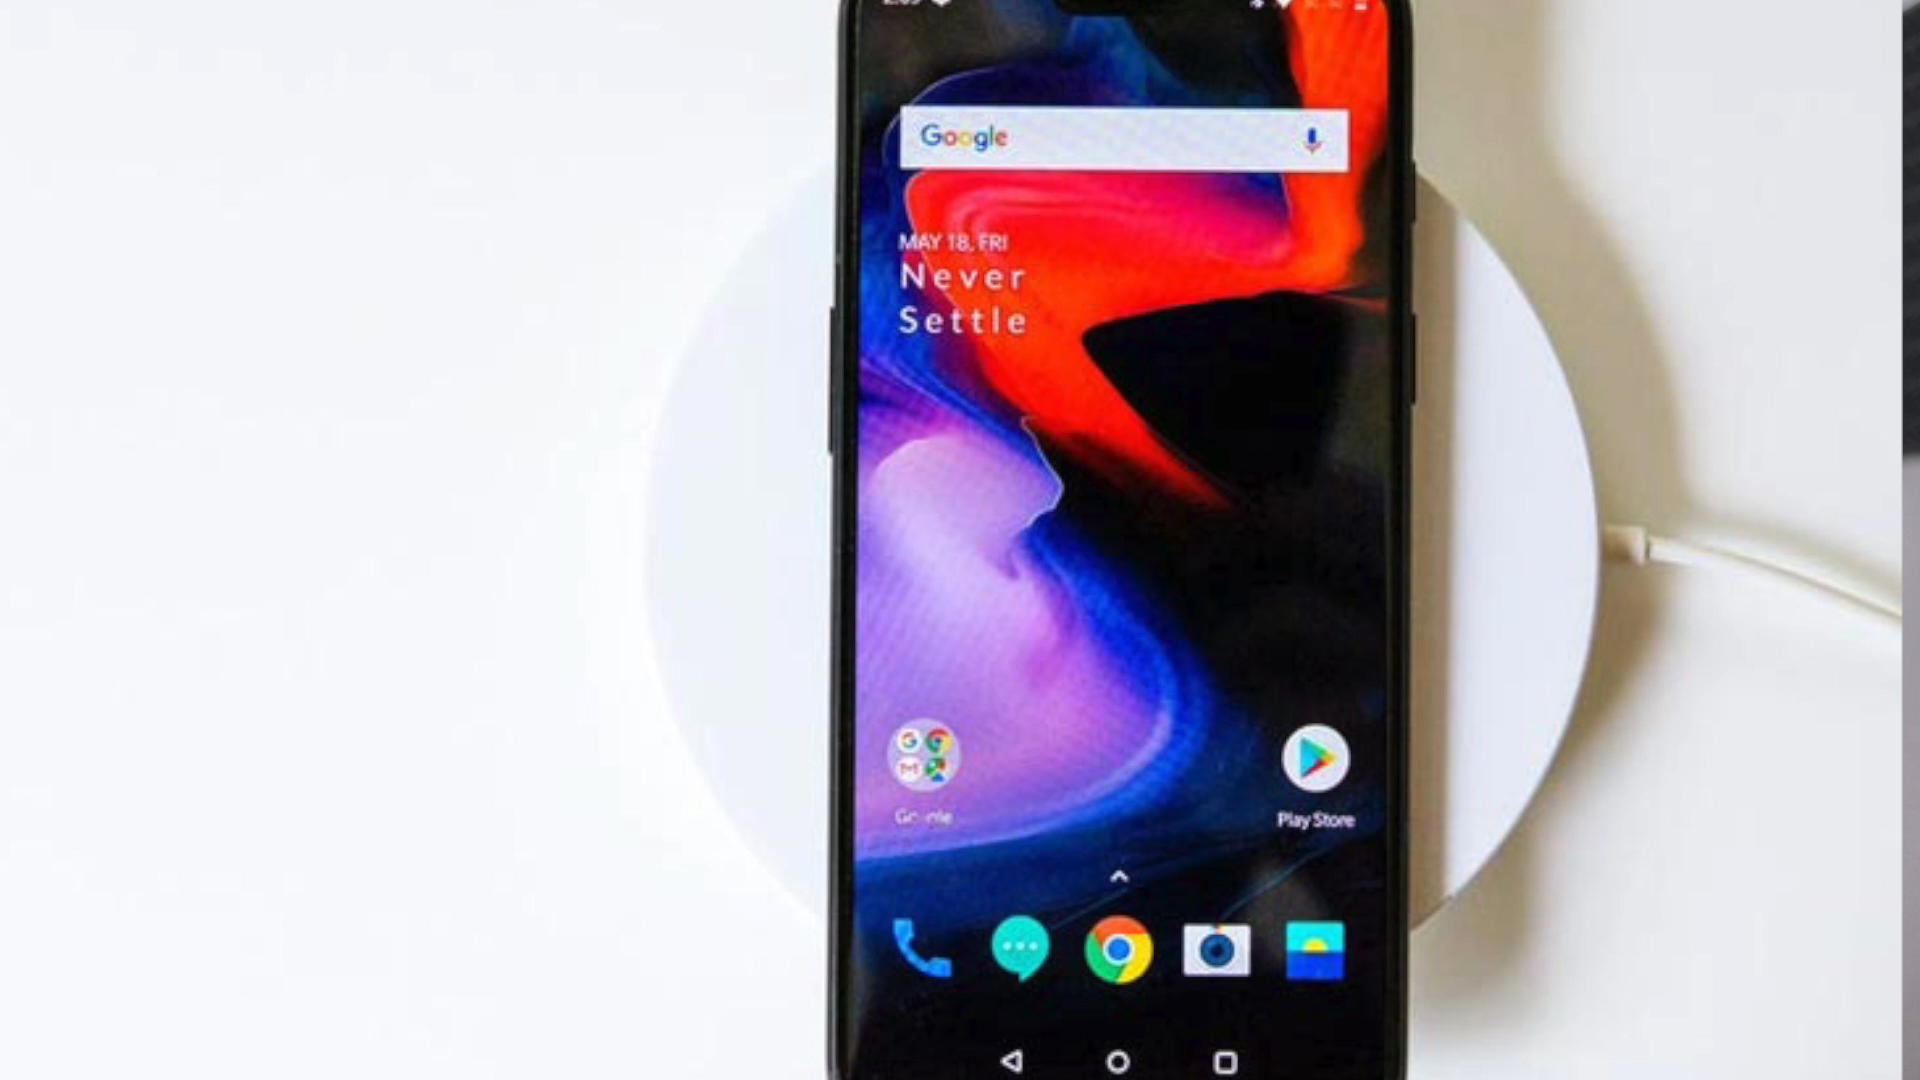 Google
MAY 18, FRI
Never
Settle
Play Store